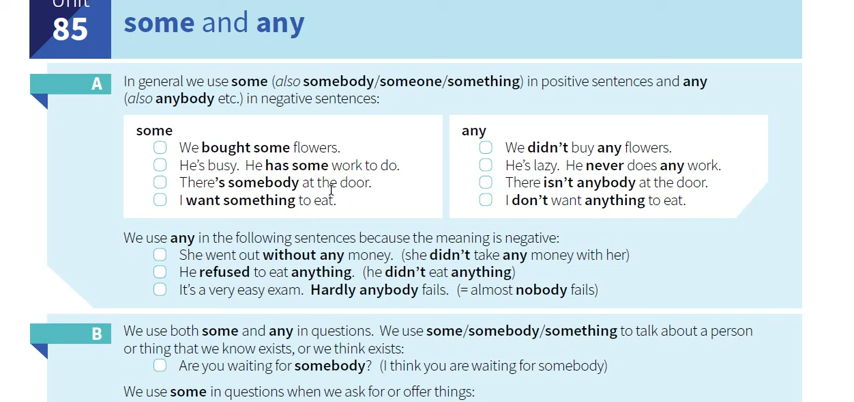 Unit
85
some and any
A
In general we use some (also somebody/someone/something) in positive sentences and any
(also anybody etc.) in negative sentences:
some
We bought some flowers.
He's busy. He has some work to do.
There's somebody at the door.
I want something to eat.
any
We didn't buy any flowers.
He's lazy. He never does any work.
There isn't anybody at the door.
I don't want anything to eat.
We use any in the following sentences because the meaning is negative:
She went out without any money. (she didn't take any money with her)
He refused to eat anything. (he didn't eat anything)
It's a very easy exam. Hardly anybody fails. (= almost nobody fails)
B
We use both some and any in questions. We use some/somebody/something to talk about a person
or thing that we know exists, or we think exists:
Are you waiting for somebody? (I think you are waiting for somebody)
We use some in questions when we ask for or offer things: